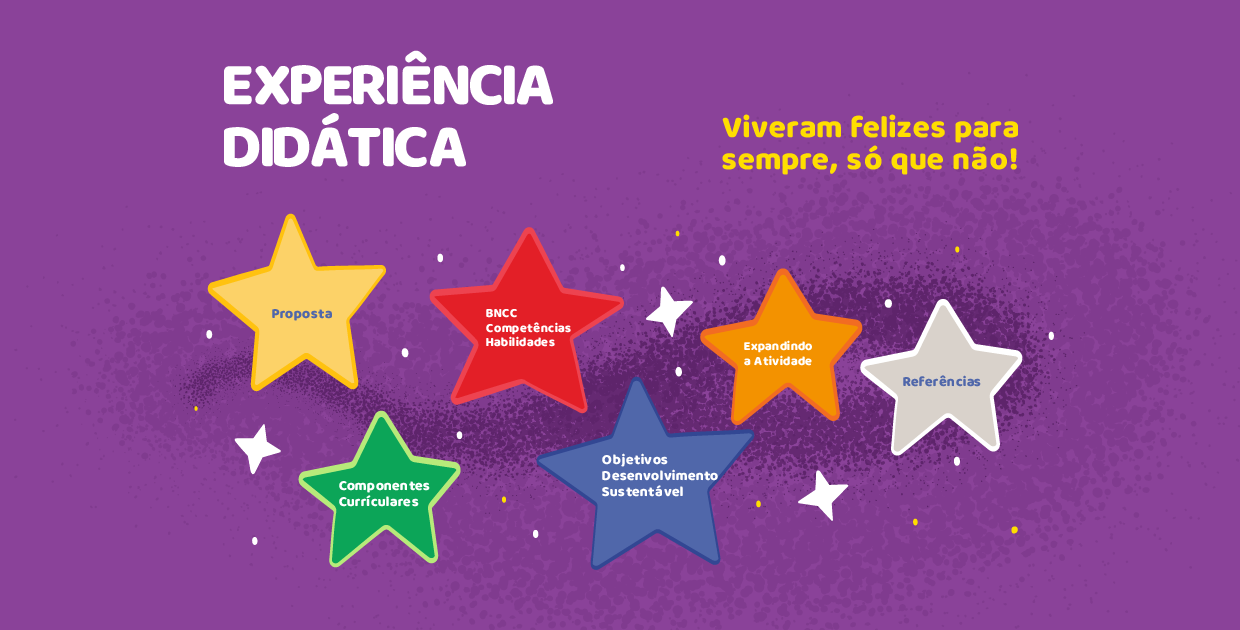 EXPERIÊNCIA
DIDÁTICA
Viveram felizes para
sempre, só que não!
Proposta
BNCC
Competências
Habilidades
Expandindo
a Atividade
Referências
Componentes
Currículares
Objetivos
Desenvolvimento
Sustentável